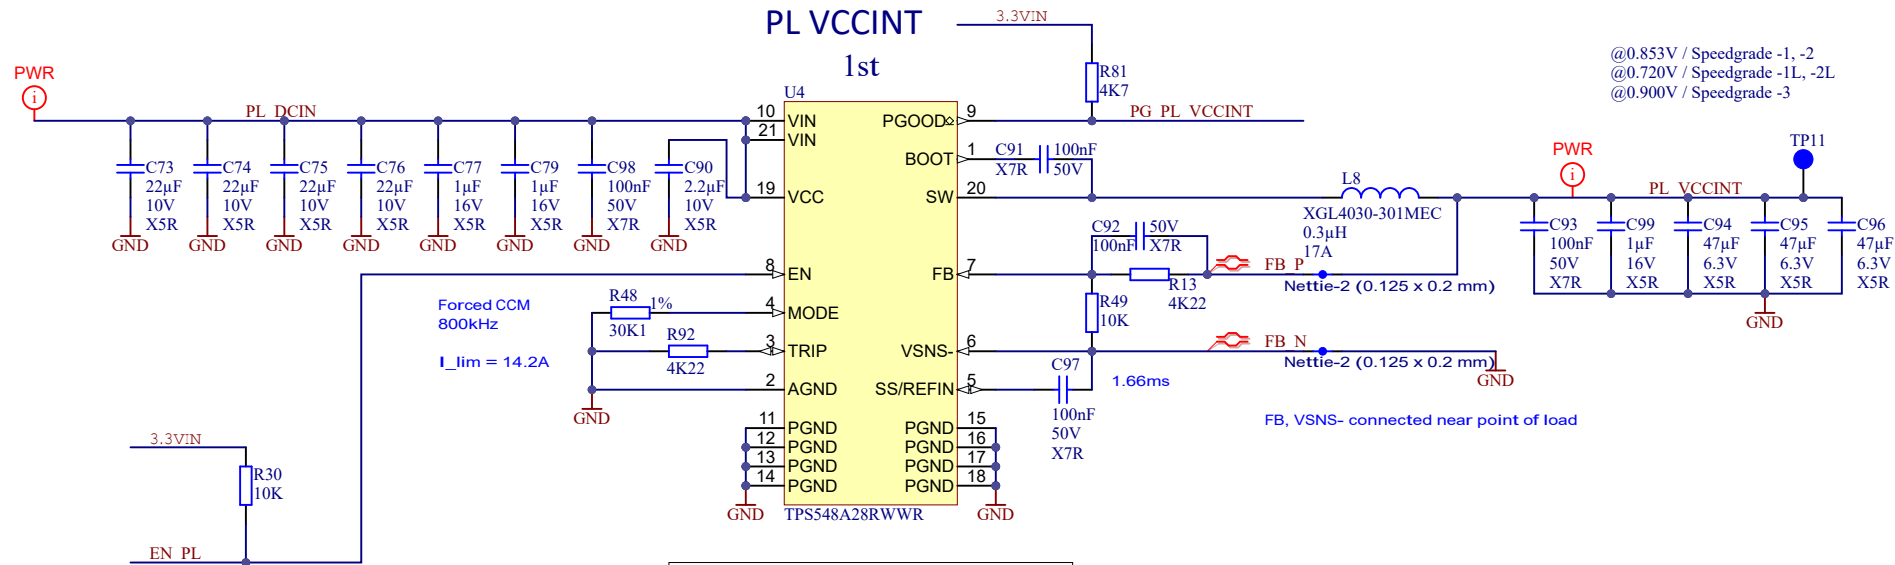 PL VCCINT
1st
3.3VIN
@0.853V / Speedgrade -1, -2
@0.720V / Speedgrade -1L, -2L
@0.900V / Speedgrade -3
PWR
i
PL_DCIN
U4
R81
4K7
PG_PL_VCCINT
TP11
10
VIN
21
VIN
19
VCC
8
EN
4
MODE
3
TRIP
2
AGND
11
PGND
12
PGND
13
PGND
14
PGND
PGOOD
9
BOOT
1
SW
20
FB
7
VSNS-
6
SS/REFIN
5
PGND
15
PGND
16
PGND
17
PGND
18
TPS548A28RWWR
C73
22µF
10V
X5R
GND
C74
22µF
10V
X5R
GND
C75
22µF
10V
X5R
GND
C76
22µF
10V
X5R
GND
C77
1µF
16V
X5R
GND
C79
1µF
16V
X5R
GND
C98
100nF
50V
X7R
GND
C90
2.2µF
10V
X5R
GND
C91
X7R
100nF
50V
L8
XGL4030-301MEC
0.3µH
17A
PWR
i
PL_VCCINT
C92
100nF
50V
X7R
FB_P
Nettie-2 (0.125 x 0.2 mm)
R13
4K22
R49
10K
FB_N
Nettie-2 (0.125 x 0.2 mm)
GND
C97
100nF
50V
X7R
1.66ms
FB, VSNS- connected near point of load
C93
100nF
50V
X7R
C99
1µF
16V
X5R
C94
47µF
6.3V
X5R
C95
47µF
6.3V
X5R
C96
47µF
6.3V
X5R
GND
Forced CCM
800kHz
I_lim = 14.2A
R48
1%
30K1
R92
4K22
GND
GND
GND
3.3VIN
R30
10K
EN_PL